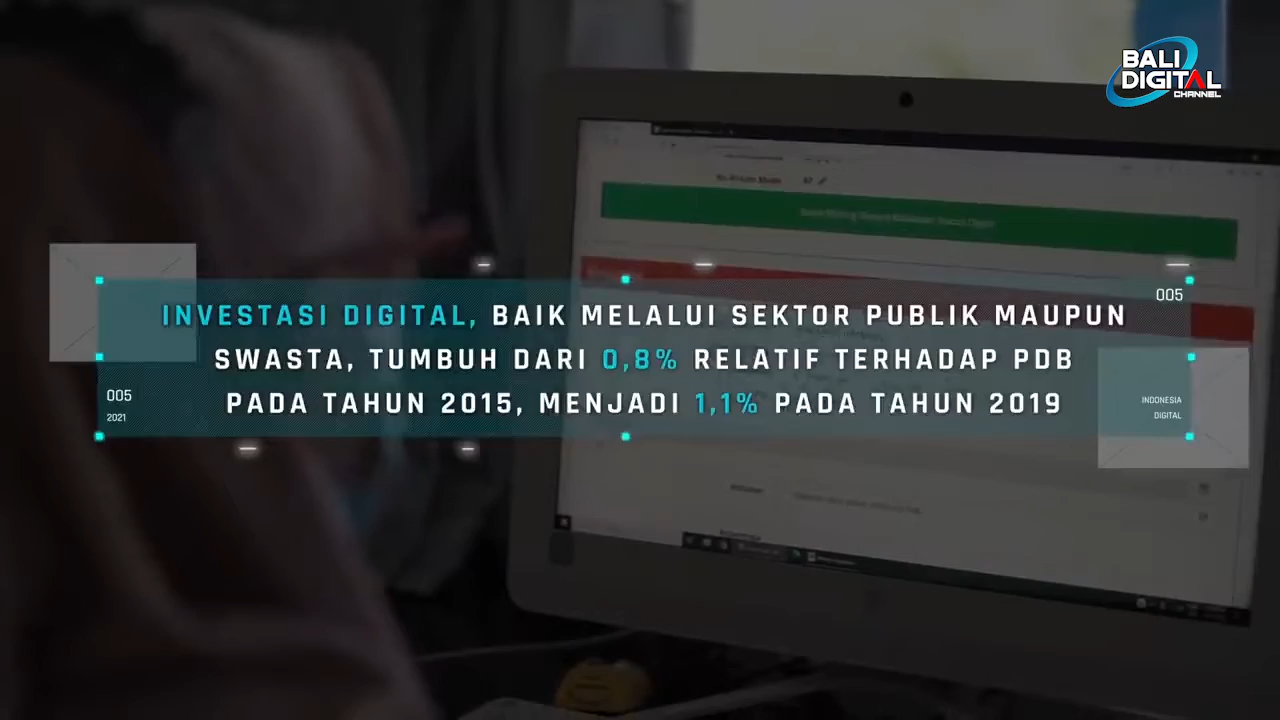 BALI
DIGITAL
CHANNEL
005
INVESTASI DIGITAL, BAIK MELALUI SEKTOR PUBLIK MAUPUN
SWASTA, TUMBUH DARI 0,8% RELATIF TERHADAP PDB
PADA TAHUN 2015, MENJADI 1,1% PADA TAHUN 2019
005
2021
INDONESIA
DIGITAL